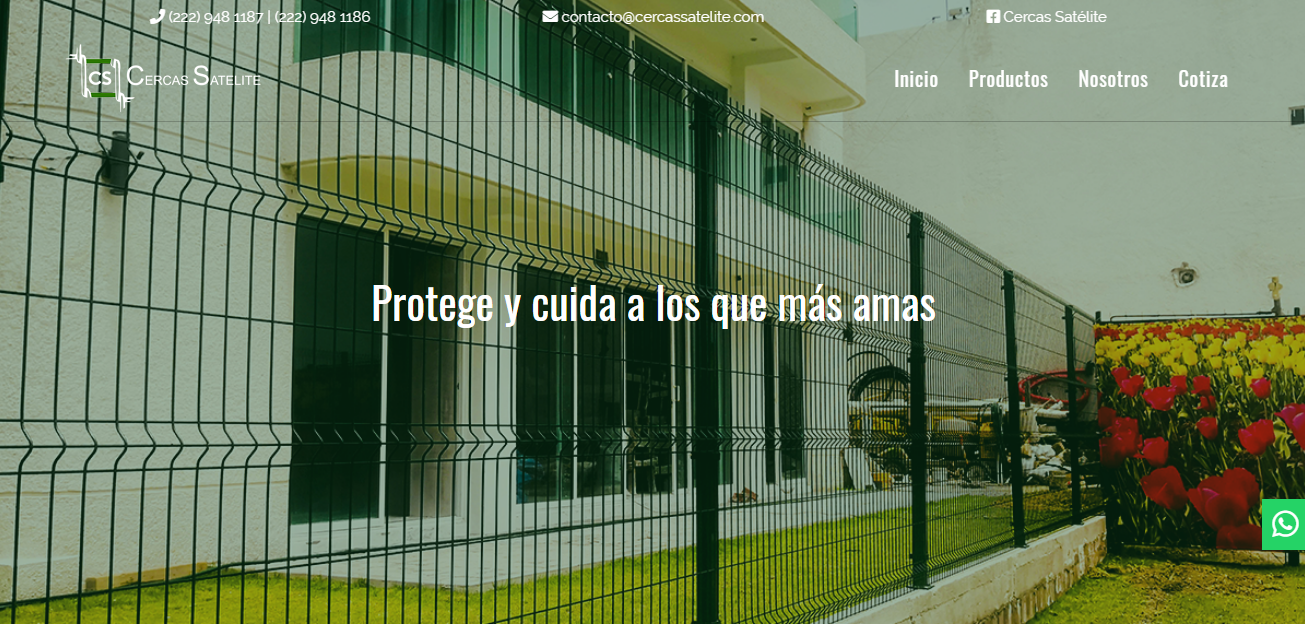 (222) 948 1187 | (222) 948 1186
contacto@cercassatelite.com
Cercas Satélite
CS CERCAS SATELITE
Inicio
Productos
Nosotros
Cotiza
Protege y cuida a los que más amas